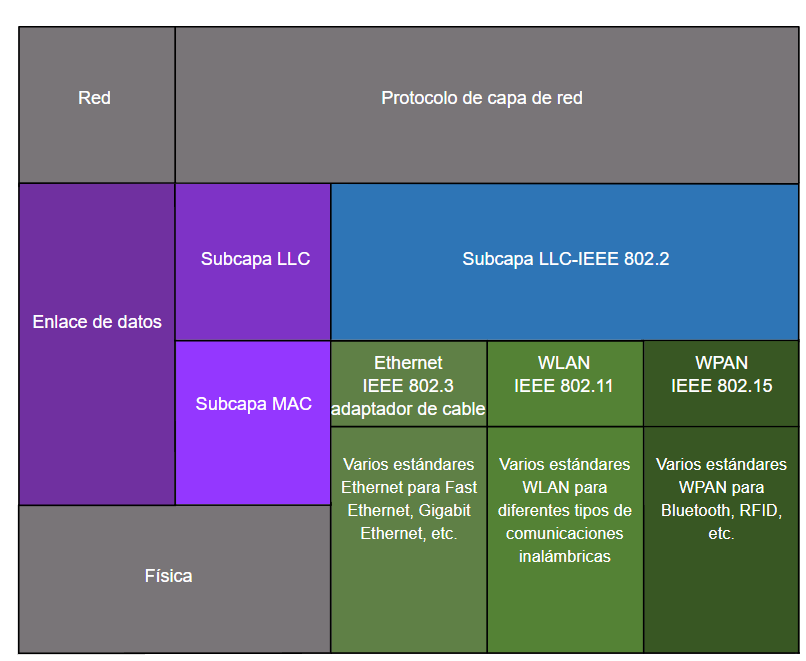 Red
Protocolo de capa de red
Enlace de datos
Subcapa LLC
Subcapa LLC-IEEE 802.2
Subcapa MAC
Ethernet
IEEE 802.3
adaptador de cable
WLAN
IEEE 802.11
WPAN
IEEE 802.15
Física
Varios estándares
Ethernet para Fast
Ethernet, Gigabit
Ethernet, etc.
Varios estándares
WLAN para
diferentes tipos de
comunicaciones
inalámbricas
Varios estándares
WPAN para
Bluetooth, RFID,
etc.